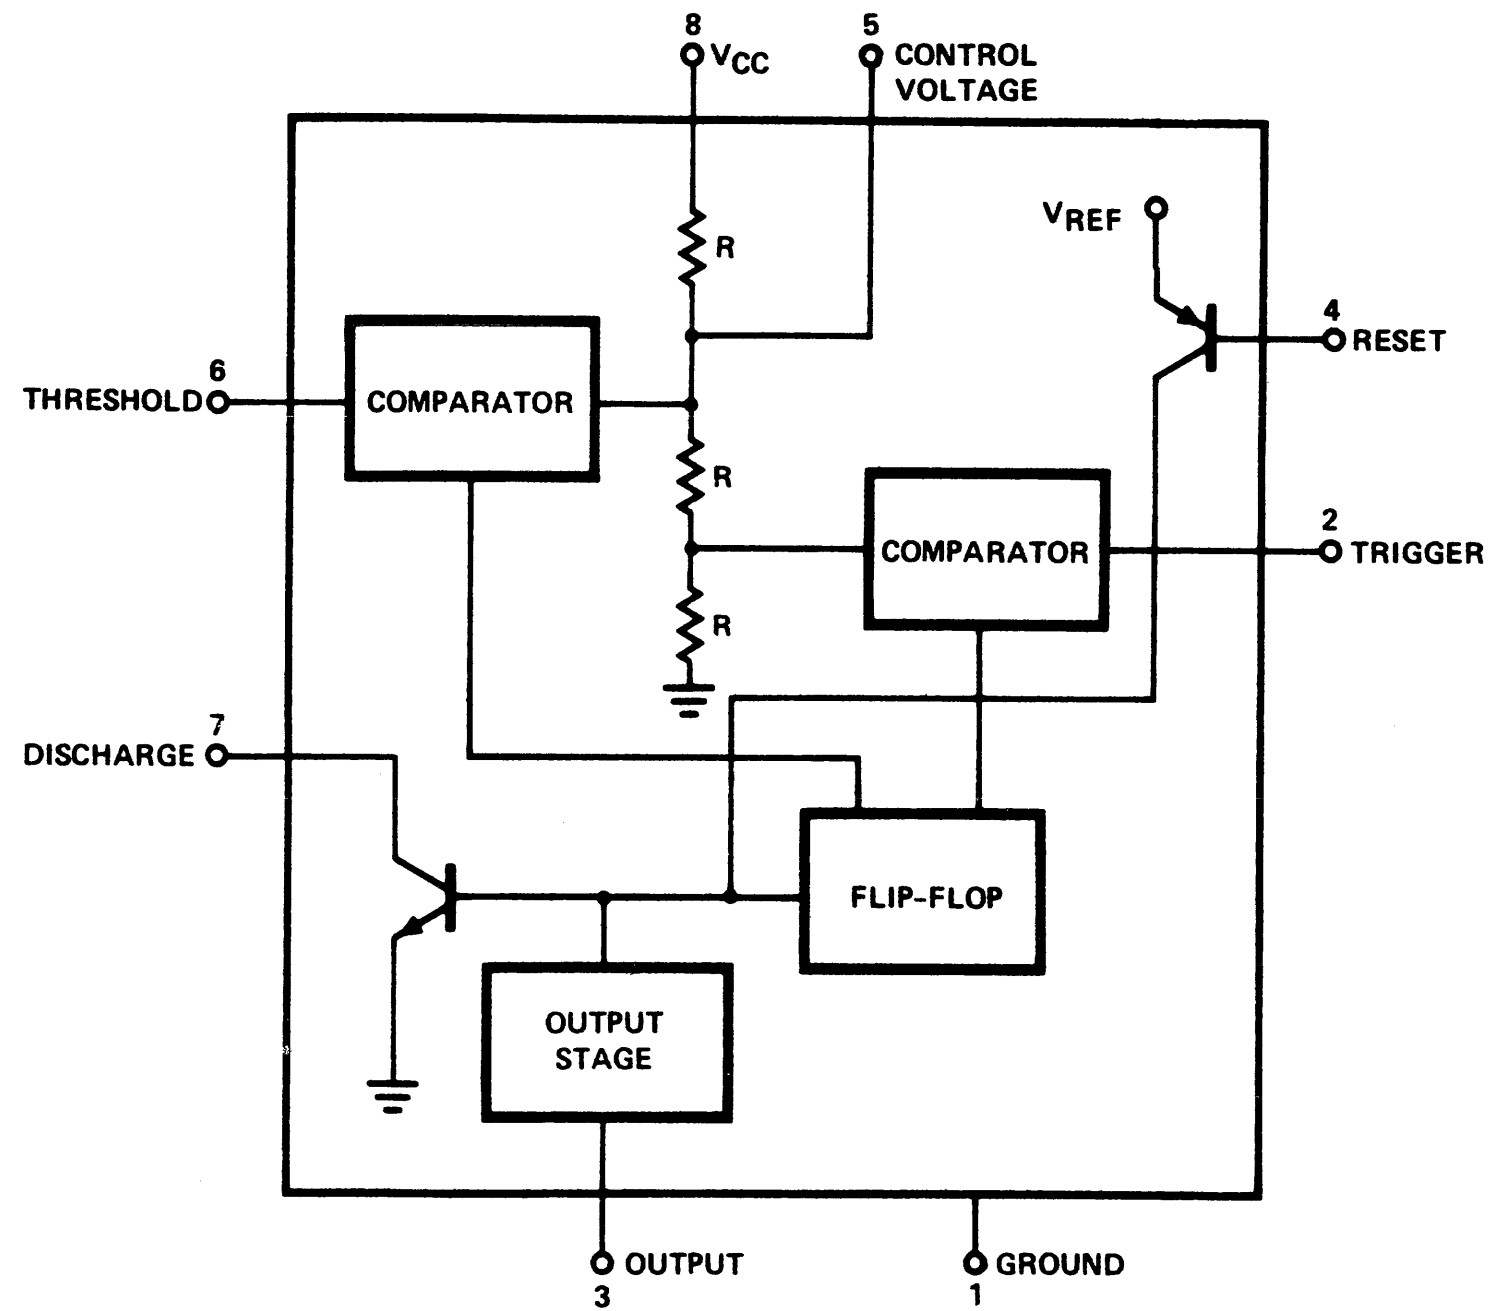 8
VCC
5
CONTROL
VOLTAGE
VREF
R
4
RESET
6
THRESHOLD
COMPARATOR
R
2
COMPARATOR
TRIGGER
R
7
DISCHARGE
FLIP-FLOP
OUTPUT
STAGE
OUTPUT
3
GROUND
1